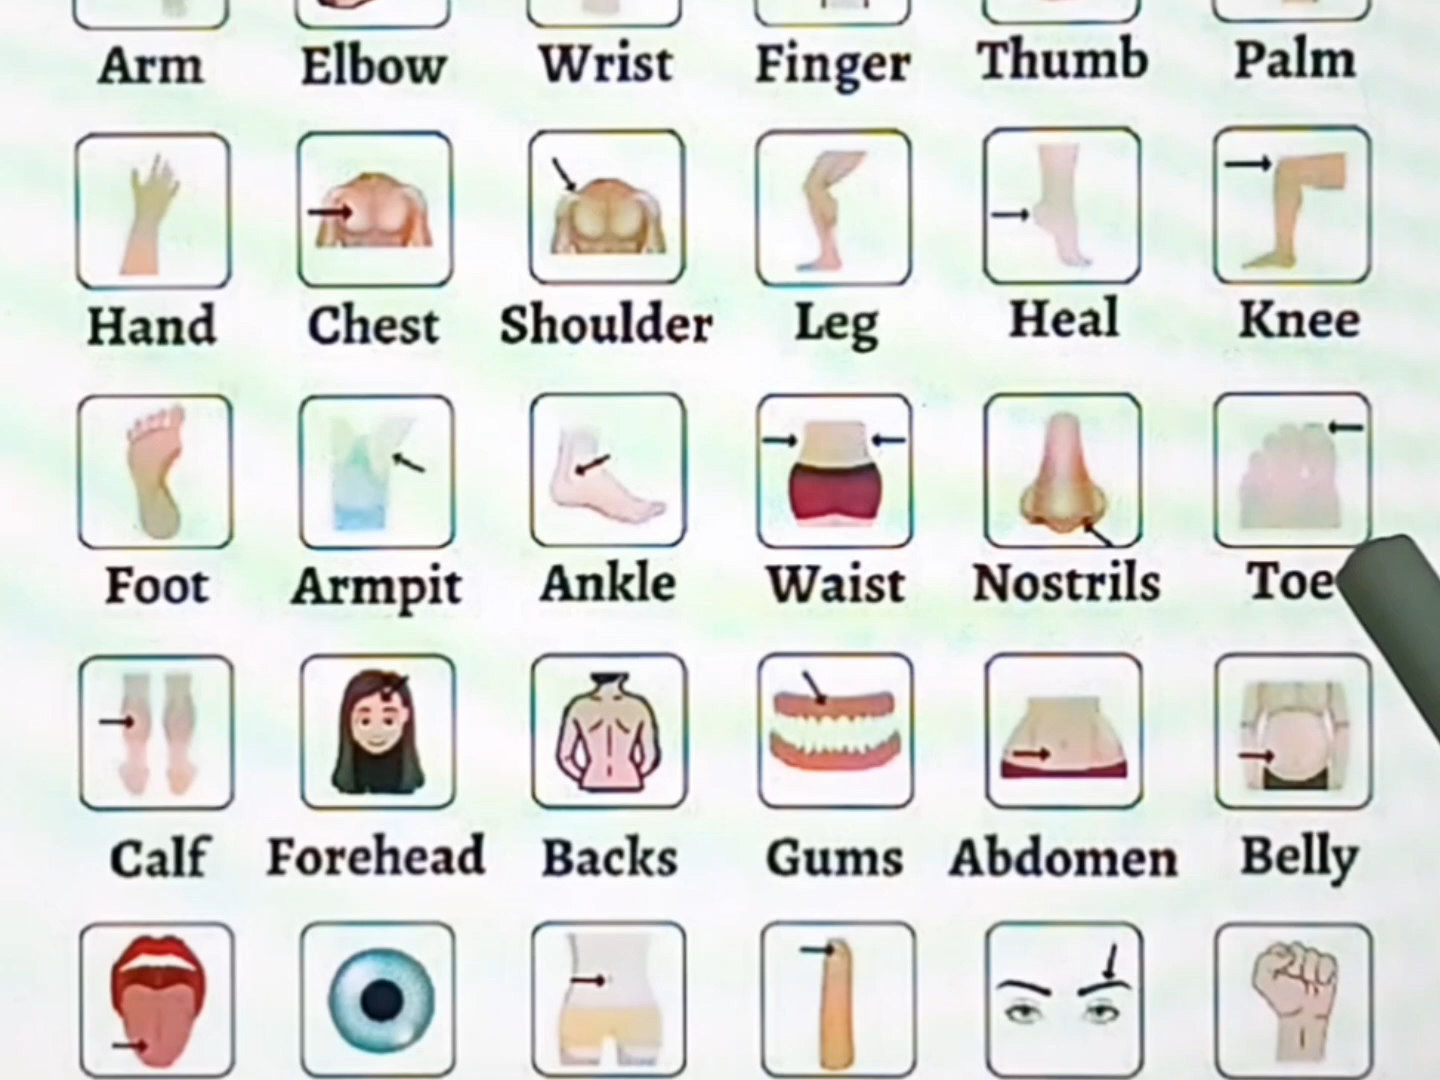 Arm Elbow Wrist Finger Thumb Palm
Hand Chest Shoulder Leg Heal Knee
Foot Armpit Ankle Waist Nostrils Toe
Calf Forehead Backs Gums Abdomen Belly